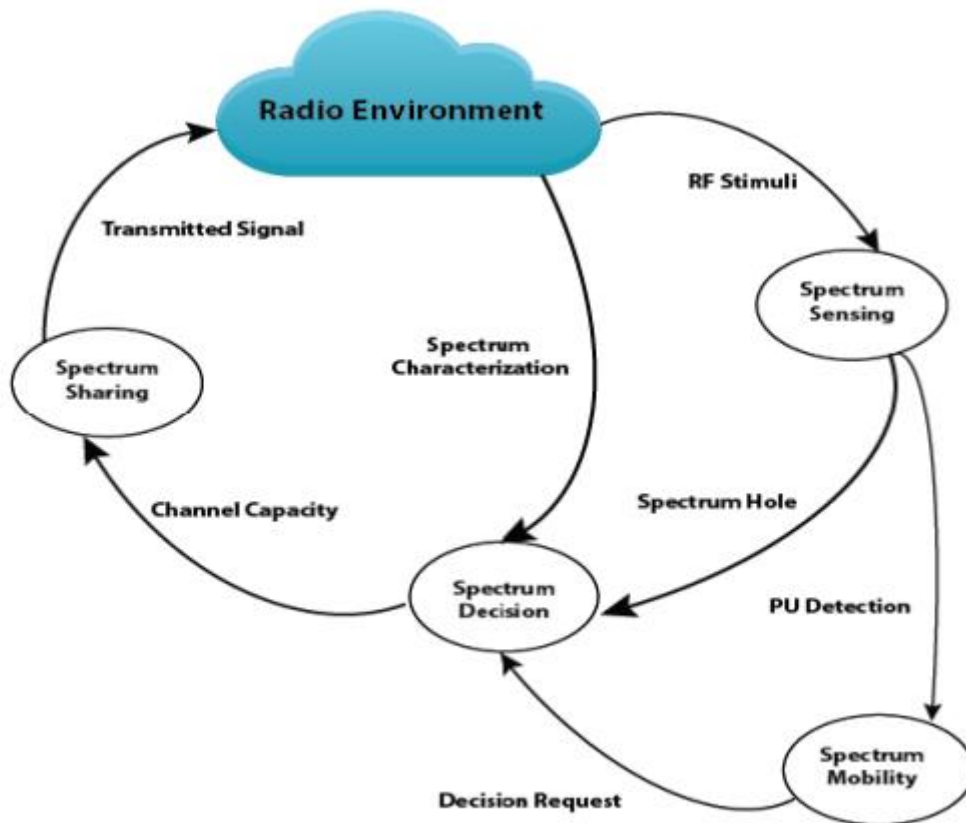 Radio Environment
RF Stimuli
Transmitted Signal
Spectrum
Sensing
Spectrum
Characterization
Spectrum
Sharing
Channel Capacity
Spectrum Hole
Spectrum
Decision
PU Detection
Spectrum
Mobility
Decision Request